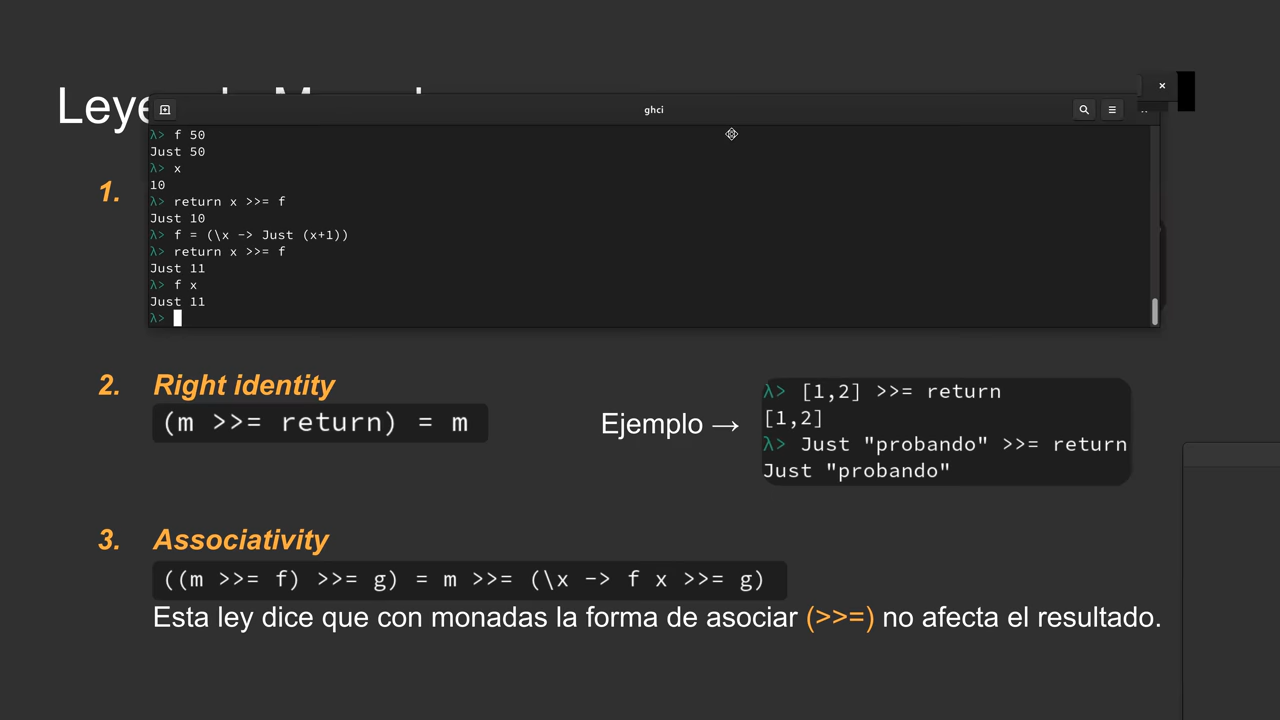 Leye
ghci
λ> f 50
Just 50
λ> x
10
λ> return x >>= f
Just 10
λ> f = (\x -> Just (x+1))
λ> return x >>= f
Just 11
λ> f x
Just 11
λ>
1.
2. Right identity
(m >>= return) = m
Ejemplo →
λ> [1,2] >>= return
[1,2]
λ> Just "probando" >>= return
Just "probando"
3. Associativity
((m >>= f) >>= g) = m >>= (\x -> f x >>= g)
Esta ley dice que con monadas la forma de asociar (>>=) no afecta el resultado.